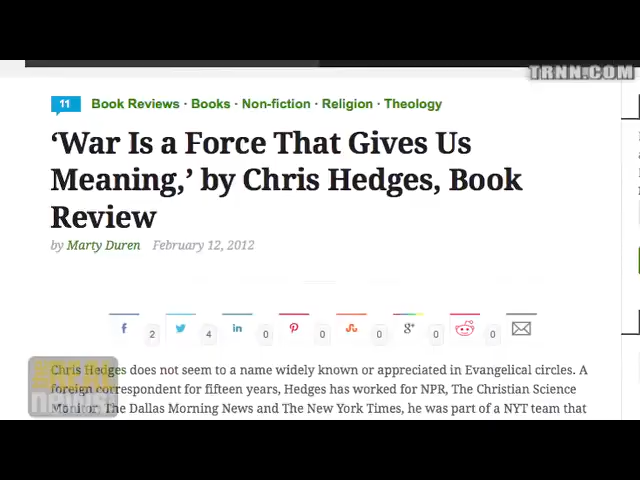 TRNN.COM
11 Book Reviews · Books · Non-fiction · Religion · Theology
‘War Is a Force That Gives Us
Meaning,’ by Chris Hedges, Book
Review
by Marty Duren February 12, 2012
2 4 0 0 0 0 0
Chris Hedges does not seem to a name widely known or appreciated in Evangelical circles. A
foreign correspondent for fifteen years, Hedges has worked for NPR, The Christian Science
Monitor, The Dallas Morning News and The New York Times, he was part of a NYT team that
THE REAL
news